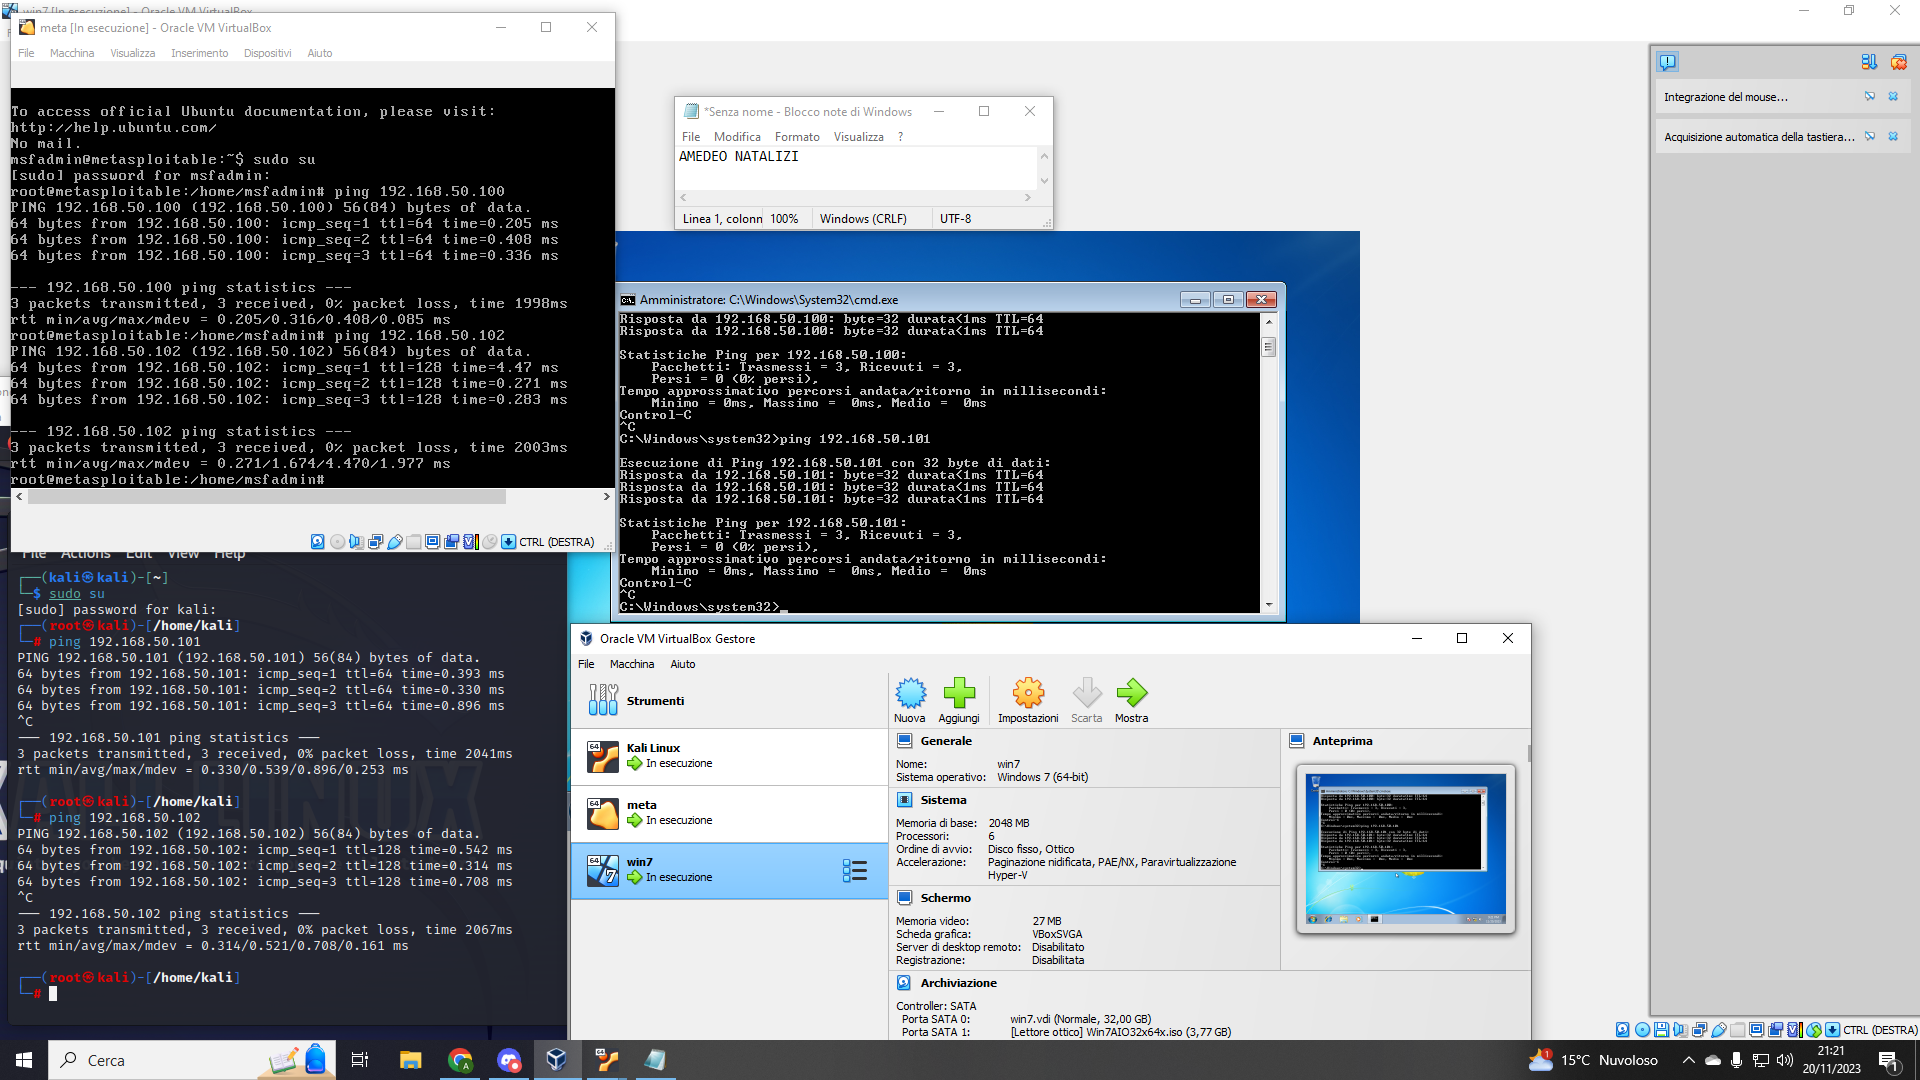 win7 [In esecuzione] - Oracle VM VirtualBox
meta [In esecuzione] - Oracle VM VirtualBox
File Macchina Visualizza Inserimento Dispositivi Aiuto
To access official Ubuntu documentation, please visit:
http://help.ubuntu.com/
No mail.
msfadmin@metasploitable:~$ sudo su
[sudo] password for msfadmin:
root@metasploitable:/home/msfadmin# ping 192.168.50.100
PING 192.168.50.100 (192.168.50.100) 56(84) bytes of data.
64 bytes from 192.168.50.100: icmp_seq=1 ttl=64 time=0.205 ms
64 bytes from 192.168.50.100: icmp_seq=2 ttl=64 time=0.408 ms
64 bytes from 192.168.50.100: icmp_seq=3 ttl=64 time=0.336 ms
--- 192.168.50.100 ping statistics ---
3 packets transmitted, 3 received, 0% packet loss, time 1998ms
rtt min/avg/max/mdev = 0.205/0.316/0.408/0.085 ms
root@metasploitable:/home/msfadmin# ping 192.168.50.102
PING 192.168.50.102 (192.168.50.102) 56(84) bytes of data.
64 bytes from 192.168.50.102: icmp_seq=1 ttl=128 time=4.47 ms
64 bytes from 192.168.50.102: icmp_seq=2 ttl=128 time=0.271 ms
64 bytes from 192.168.50.102: icmp_seq=3 ttl=128 time=0.283 ms
--- 192.168.50.102 ping statistics ---
3 packets transmitted, 3 received, 0% packet loss, time 2003ms
rtt min/avg/max/mdev = 0.271/1.674/4.470/1.977 ms
root@metasploitable:/home/msfadmin#
CTRL (DESTRA)
*Senza nome - Blocco note di Windows
File Modifica Formato Visualizza ?
AMEDEO NATALIZI
Linea 1, colonn 100% Windows (CRLF) UTF-8
Integrazione del mouse...
Acquisizione automatica della tastiera...
Amministratore: C:\Windows\System32\cmd.exe
Risposta da 192.168.50.100: byte=32 durata<1ms TTL=64
Risposta da 192.168.50.100: byte=32 durata<1ms TTL=64
Statistiche Ping per 192.168.50.100:
Pacchetti: Trasmessi = 3, Ricevuti = 3,
Persi = 0 (0% persi),
Tempo approssimativo percorsi andata/ritorno in millisecondi:
Minimo = 0ms, Massimo = 0ms, Medio = 0ms
Control-C
^C
C:\Windows\system32>ping 192.168.50.101
Esecuzione di Ping 192.168.50.101 con 32 byte di dati:
Risposta da 192.168.50.101: byte=32 durata<1ms TTL=64
Risposta da 192.168.50.101: byte=32 durata<1ms TTL=64
Risposta da 192.168.50.101: byte=32 durata<1ms TTL=64
Statistiche Ping per 192.168.50.101:
Pacchetti: Trasmessi = 3, Ricevuti = 3,
Persi = 0 (0% persi),
Tempo approssimativo percorsi andata/ritorno in millisecondi:
Minimo = 0ms, Massimo = 0ms, Medio = 0ms
Control-C
^C
C:\Windows\system32>_
File Actions Edit View Help
(kali㉿kali)-[~]
$ sudo su
[sudo] password for kali:
(root㉿kali)-[/home/kali]
# ping 192.168.50.101
PING 192.168.50.101 (192.168.50.101) 56(84) bytes of data.
64 bytes from 192.168.50.101: icmp_seq=1 ttl=64 time=0.393 ms
64 bytes from 192.168.50.101: icmp_seq=2 ttl=64 time=0.330 ms
64 bytes from 192.168.50.101: icmp_seq=3 ttl=64 time=0.896 ms
^C
--- 192.168.50.101 ping statistics ---
3 packets transmitted, 3 received, 0% packet loss, time 2041ms
rtt min/avg/max/mdev = 0.330/0.539/0.896/0.253 ms
(root㉿kali)-[/home/kali]
# ping 192.168.50.102
PING 192.168.50.102 (192.168.50.102) 56(84) bytes of data.
64 bytes from 192.168.50.102: icmp_seq=1 ttl=128 time=0.542 ms
64 bytes from 192.168.50.102: icmp_seq=2 ttl=128 time=0.314 ms
64 bytes from 192.168.50.102: icmp_seq=3 ttl=128 time=0.708 ms
^C
--- 192.168.50.102 ping statistics ---
3 packets transmitted, 3 received, 0% packet loss, time 2067ms
rtt min/avg/max/mdev = 0.314/0.521/0.708/0.161 ms
(root㉿kali)-[/home/kali]
#
Oracle VM VirtualBox Gestore
File Macchina Aiuto
Strumenti
Nuova Aggiungi Impostazioni Scarta Mostra
64 Kali Linux
In esecuzione
64 meta
In esecuzione
64 win7
In esecuzione
Generale
Nome: win7
Sistema operativo: Windows 7 (64-bit)
Sistema
Memoria di base: 2048 MB
Processori: 6
Ordine di avvio: Disco fisso, Ottico
Accelerazione: Paginazione nidificata, PAE/NX, Paravirtualizzazione
Hyper-V
Schermo
Memoria video: 27 MB
Scheda grafica: VBoxSVGA
Server di desktop remoto: Disabilitato
Registrazione: Disabilitata
Archiviazione
Controller: SATA
Porta SATA 0: win7.vdi (Normale, 32,00 GB)
Porta SATA 1: [Lettore ottico] Win7AIO32x64x.iso (3,77 GB)
Anteprima
CTRL (DESTRA)
Cerca
15°C Nuvoloso
21:21
20/11/2023
1